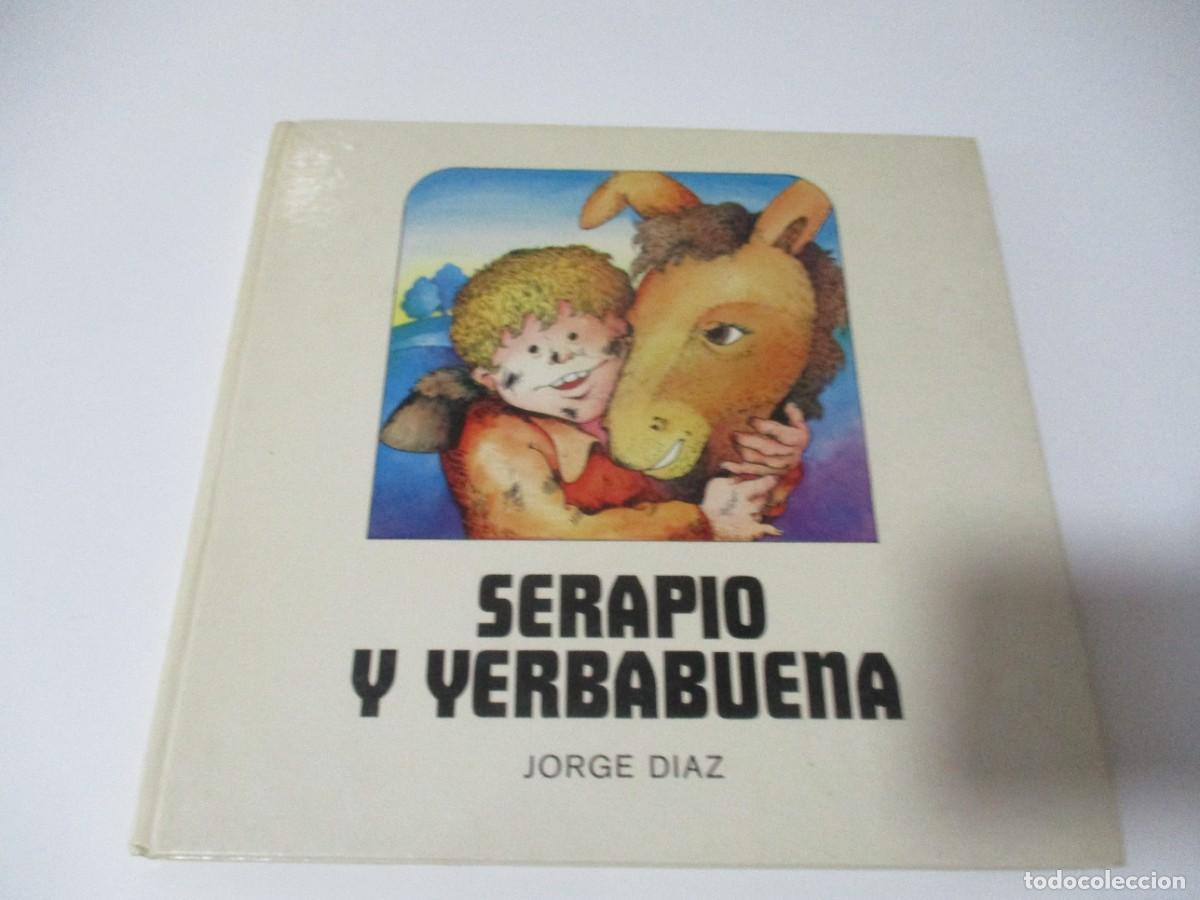 SERAPIO
Y YERBABUENA
JORGE DIAZ
todocoleccion